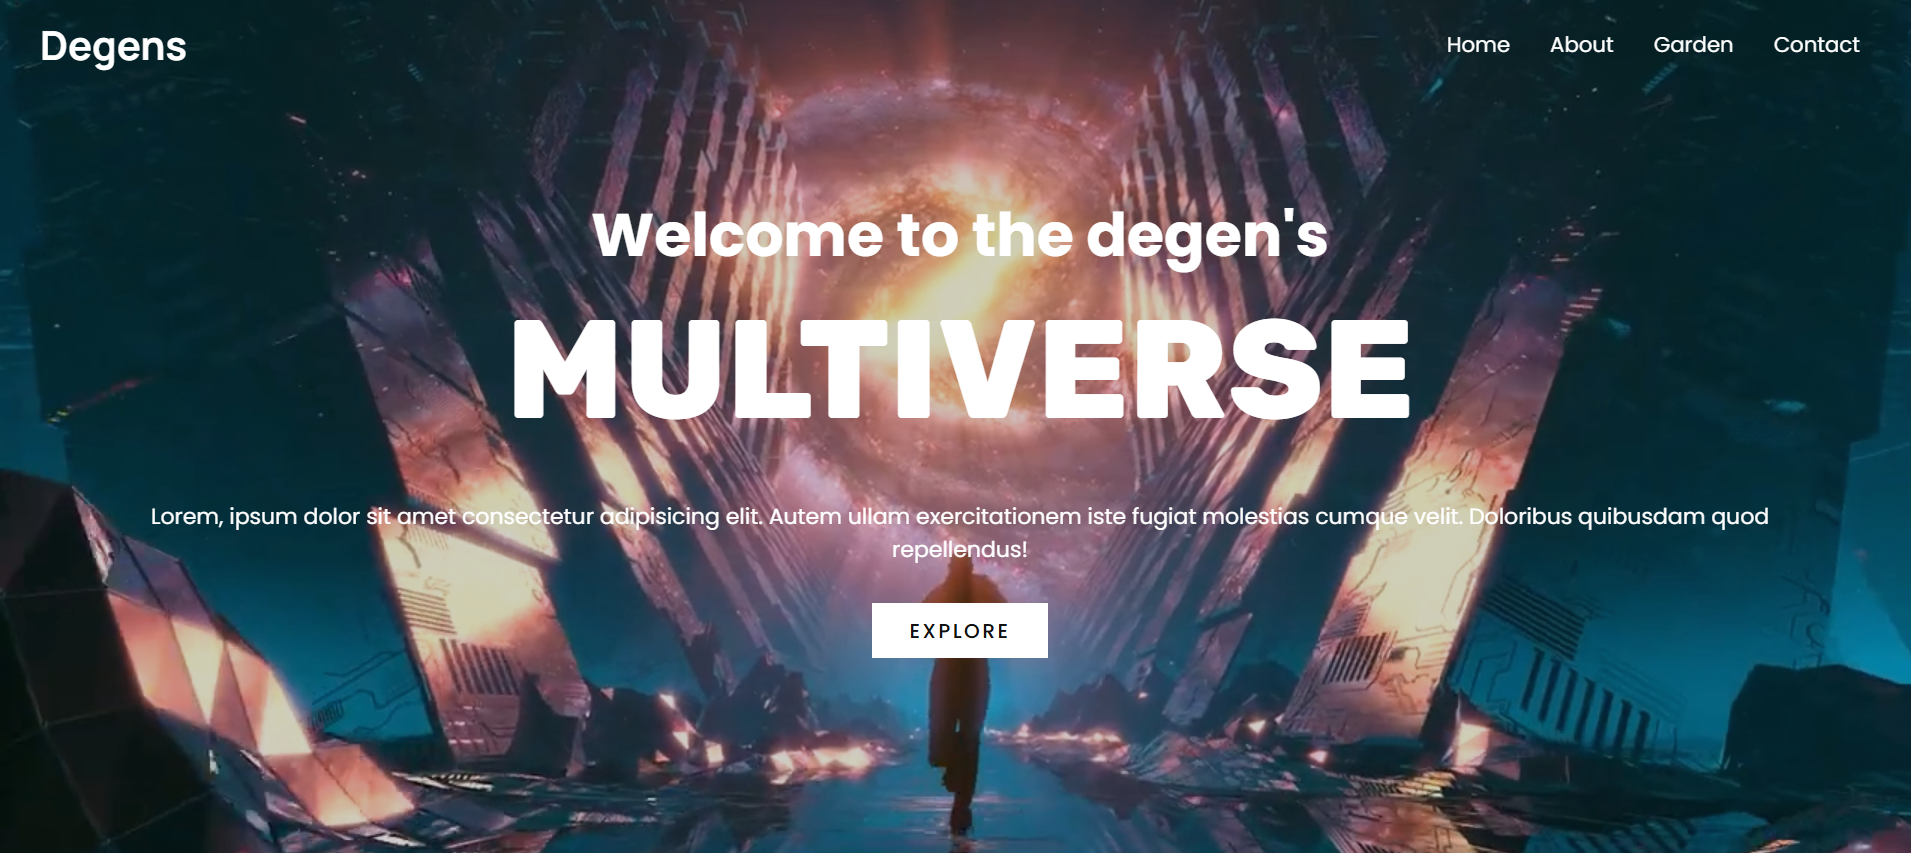 Degens
Home About Garden Contact
Welcome to the degen's
MULTIVERSE
Lorem, ipsum dolor sit amet consectetur adipisicing elit. Autem ullam exercitationem iste fugiat molestias cumque velit. Doloribus quibusdam quod
repellendus!
EXPLORE